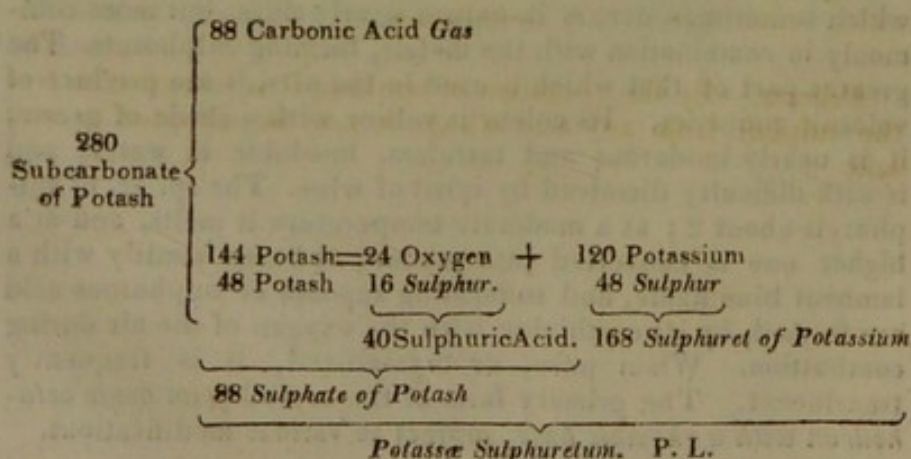 88 Carbonic Acid Gas
280
Subcarbonate
of Potash
144 Potash=24 Oxygen + 120 Potassium
48 Potash 16 Sulphur. 48 Sulphur
40SulphuricAcid. 168 Sulphuret of Potassium
88 Sulphate of Potash
Potassæ Sulphuretum. P. L.